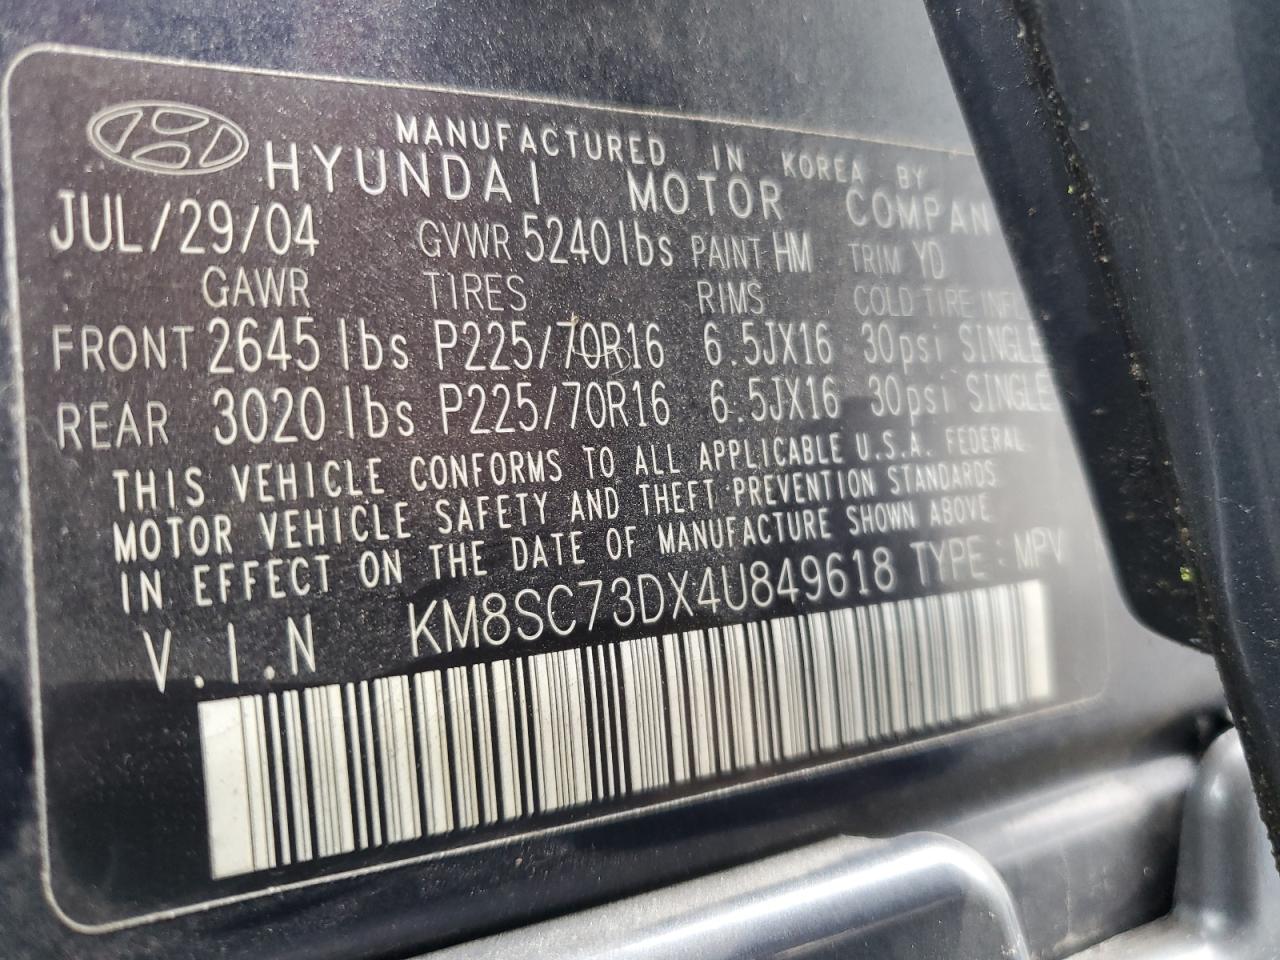 MANUFACTURED IN KOREA BY
HYUNDAI MOTOR COMPAN
JUL/29/04 GVWR 5240lbs PAINT HM TRIM YD
GAWR TIRES RIMS COLD TIRE INFL
FRONT 2645 lbs P225/70R16 6.5JX16 30psi SINGLE
REAR 3020 lbs P225/70R16 6.5JX16 30psi SINGLE
THIS VEHICLE CONFORMS TO ALL APPLICABLE U.S.A. FEDERAL
MOTOR VEHICLE SAFETY AND THEFT PREVENTION STANDARDS
IN EFFECT ON THE DATE OF MANUFACTURE SHOWN ABOVE
V.I.N KM8SC73DX4U849618 TYPE : MPV